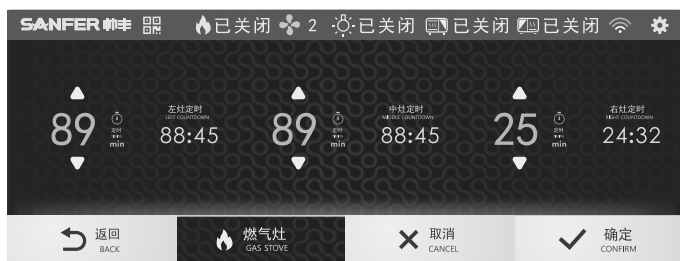 SANFER 帅丰 已关闭 2 已关闭 已关闭 已关闭
89
定时
min
左灶定时
LEFT COUNTDOWN
88:45
89
定时
min
中灶定时
MIDDLE COUNTDOWN
88:45
25
定时
min
右灶定时
RIGHT COUNTDOWN
24:32
返回
BACK
燃气灶
GAS STOVE
取消
CANCEL
确定
CONFIRM